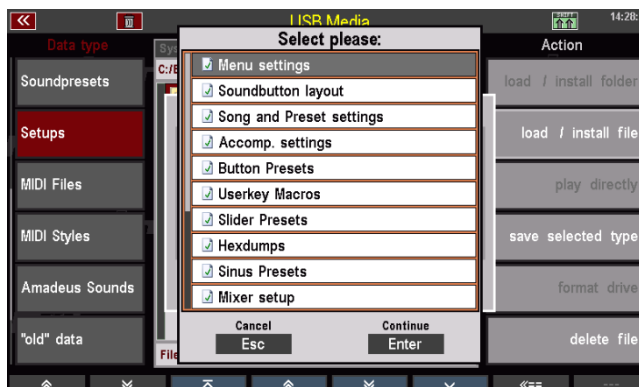 USB Media
14:28:
Data type
Soundpresets
Setups
MIDI Files
MIDI Styles
Amadeus Sounds
"old" data
Sys
C:/E
File
Select please:
Menu settings
Soundbutton layout
Song and Preset settings
Accomp. settings
Button Presets
Userkey Macros
Slider Presets
Hexdumps
Sinus Presets
Mixer setup
Cancel
Esc
Continue
Enter
Action
load / install folder
load / install file
play directly
save selected type
format drive
delete file